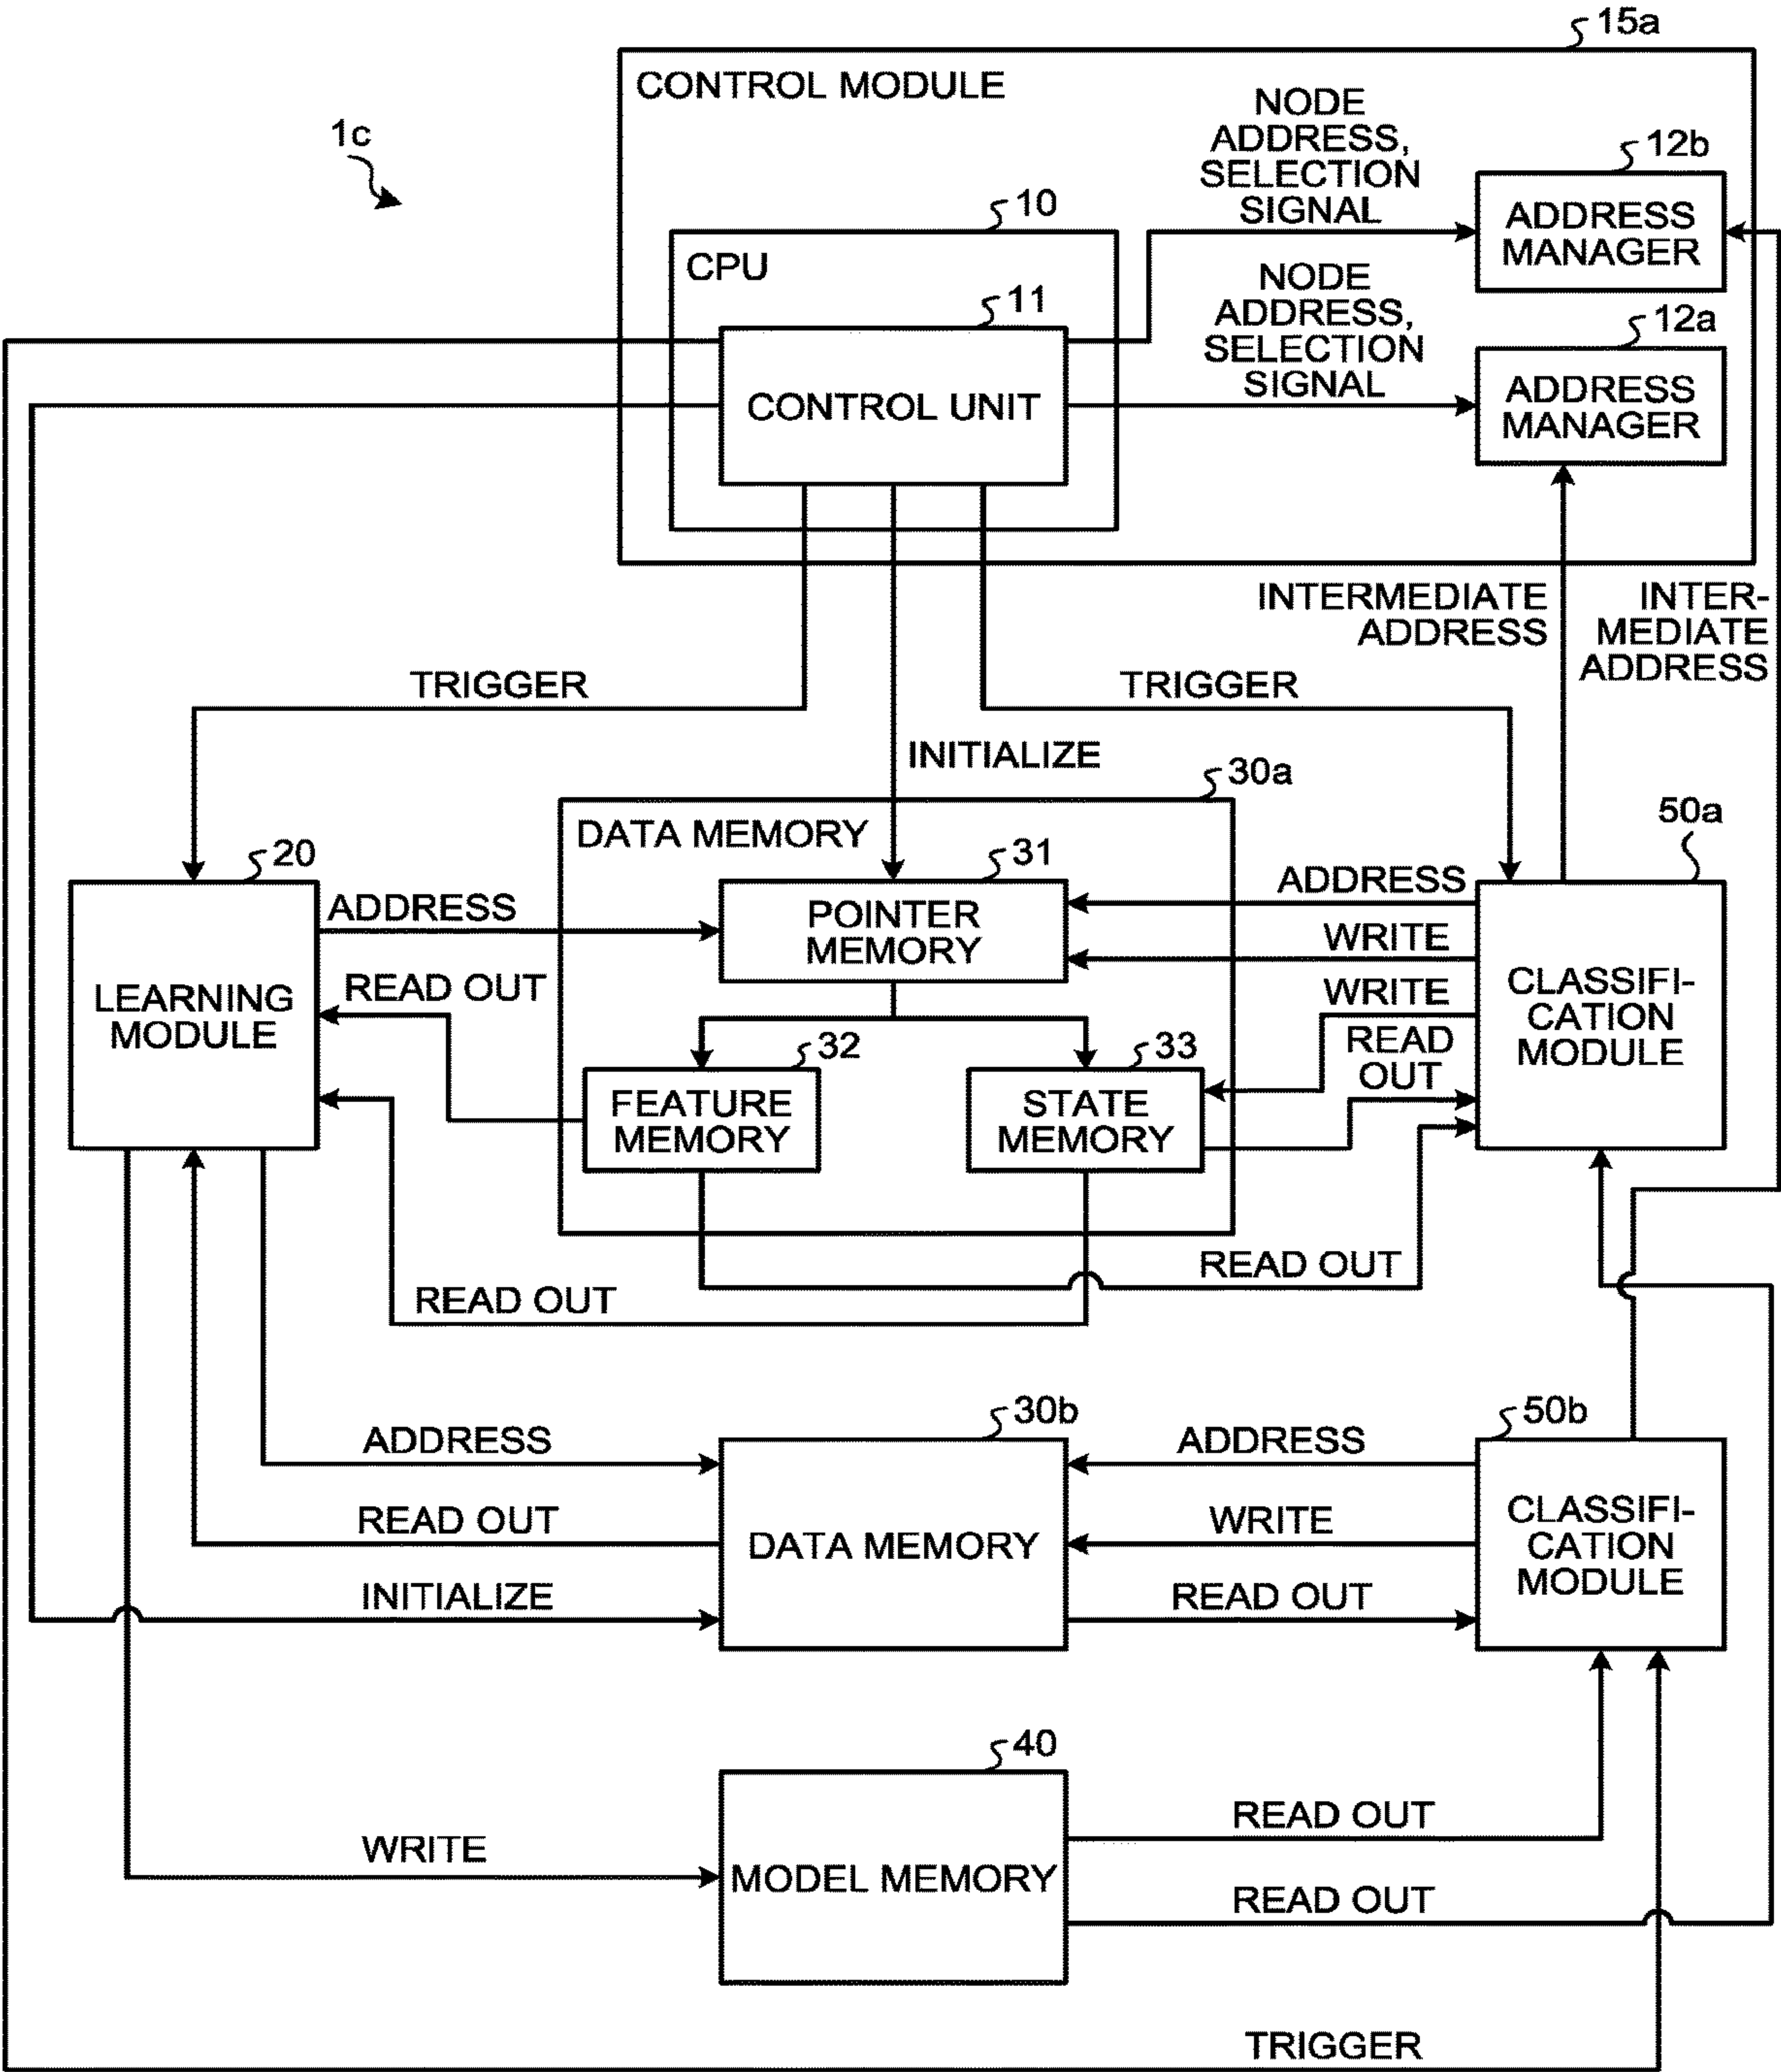 15a
CONTROL MODULE
1c
NODE
ADDRESS,
SELECTION
SIGNAL
12b
ADDRESS
MANAGER
10
CPU
NODE
ADDRESS,
SELECTION
SIGNAL
11
CONTROL UNIT
12a
ADDRESS
MANAGER
INTERMEDIATE
ADDRESS
INTER-
MEDIATE
ADDRESS
TRIGGER
TRIGGER
INITIALIZE
30a
DATA MEMORY
50a
20
LEARNING
MODULE
ADDRESS
31
POINTER
MEMORY
ADDRESS
WRITE
WRITE
READ
OUT
CLASSIFI-
CATION
MODULE
READ OUT
32
FEATURE
MEMORY
33
STATE
MEMORY
READ OUT
READ OUT
30b
50b
ADDRESS
ADDRESS
READ OUT
DATA MEMORY
WRITE
CLASSIFI-
CATION
MODULE
INITIALIZE
READ OUT
40
READ OUT
WRITE
MODEL MEMORY
READ OUT
TRIGGER